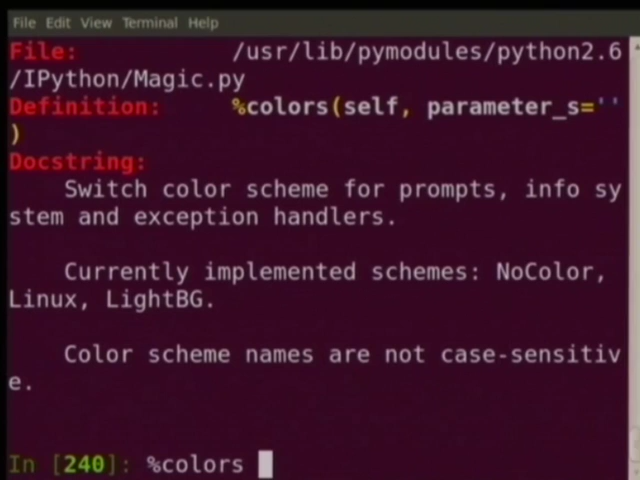 File Edit View Terminal Help
File: /usr/lib/pymodules/python2.6
/IPython/Magic.py
Definition: %colors(self, parameter_s=''
)
Docstring:
Switch color scheme for prompts, info sy
stem and exception handlers.
Currently implemented schemes: NoColor,
Linux, LightBG.
Color scheme names are not case-sensitiv
e.
In [240]: %colors